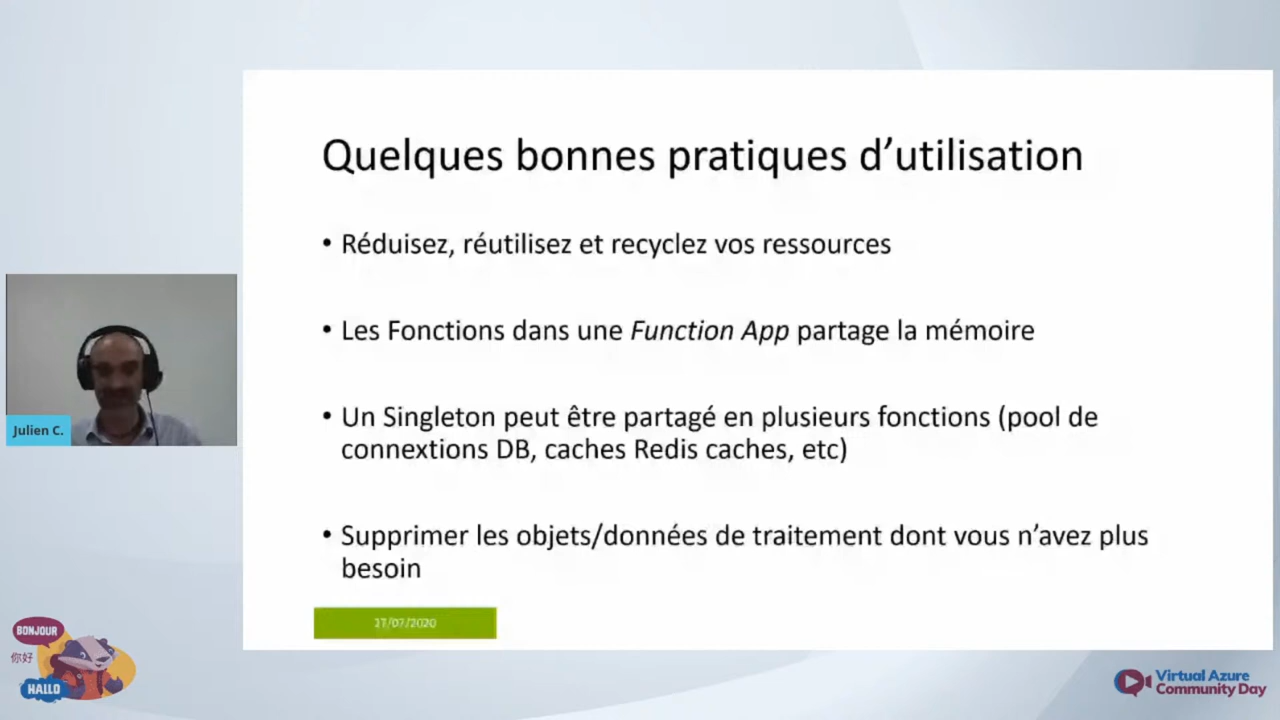 Quelques bonnes pratiques d’utilisation
• Réduisez, réutilisez et recyclez vos ressources
• Les Fonctions dans une Function App partage la mémoire
• Un Singleton peut être partagé en plusieurs fonctions (pool de
connextions DB, caches Redis caches, etc)
• Supprimer les objets/données de traitement dont vous n’avez plus
besoin
27/07/2020
Julien C.
BONJOUR
你好
HALLO
Virtual Azure
Community Day